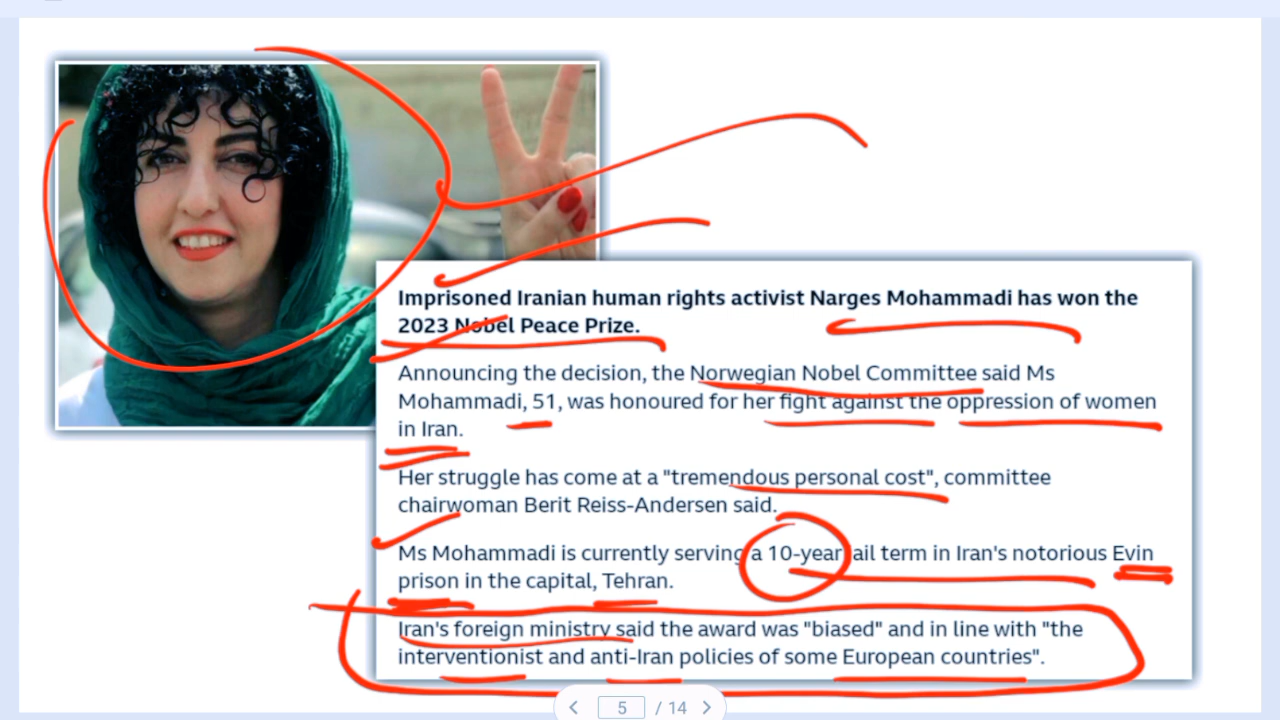 Imprisoned Iranian human rights activist Narges Mohammadi has won the
2023 Nobel Peace Prize.
Announcing the decision, the Norwegian Nobel Committee said Ms
Mohammadi, 51, was honoured for her fight against the oppression of women
in Iran.
Her struggle has come at a "tremendous personal cost", committee
chairwoman Berit Reiss-Andersen said.
Ms Mohammadi is currently serving a 10-year jail term in Iran's notorious Evin
prison in the capital, Tehran.
Iran's foreign ministry said the award was "biased" and in line with "the
interventionist and anti-Iran policies of some European countries".
5 / 14